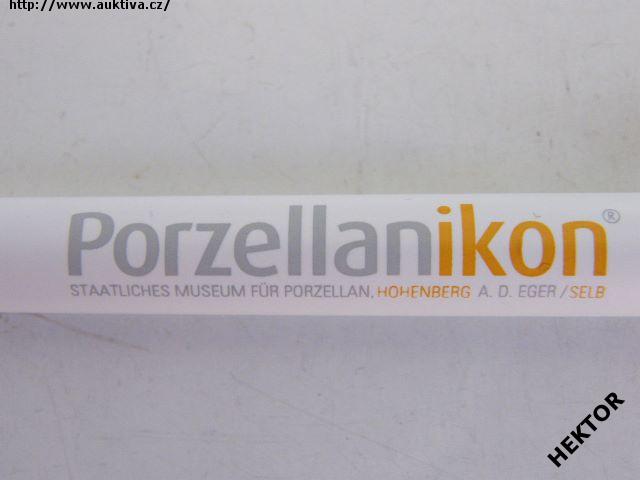 http://www.auktiva.cz/
Porzellanikon®
STAATLICHES MUSEUM FÜR PORZELLAN, HOHENBERG A. D. EGER / SELB
HEKTOR